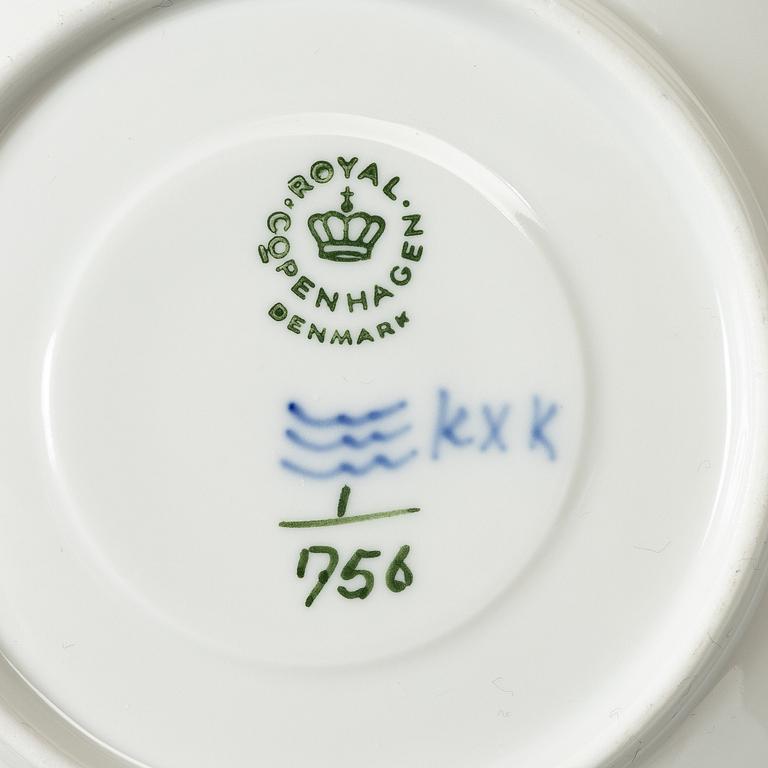 ROYAL
COPENHAGEN
DENMARK
KXK
1
756